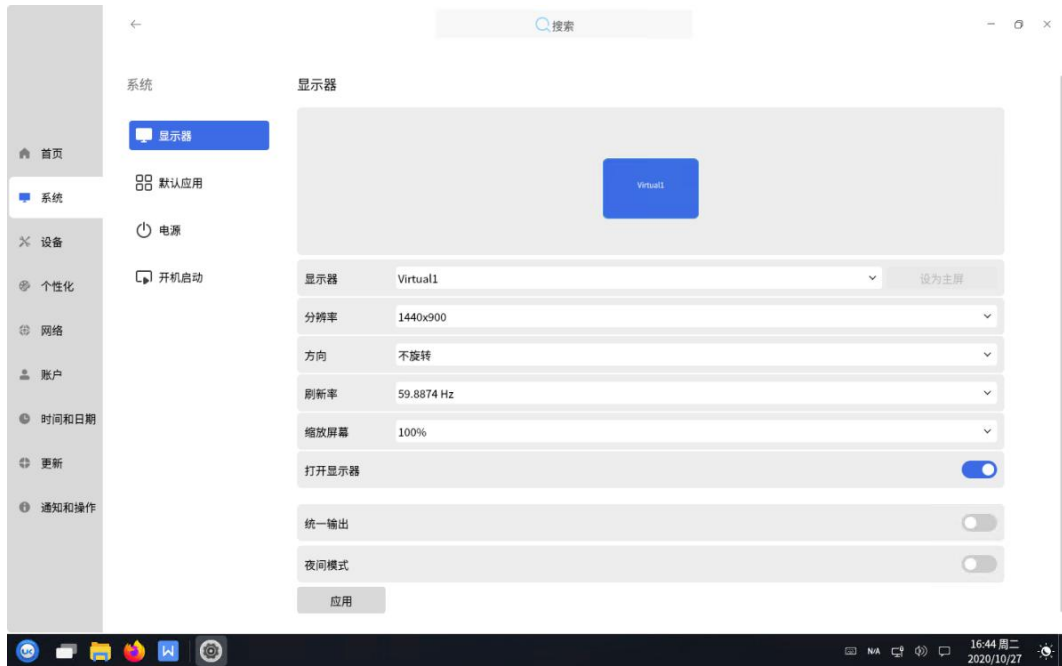 搜索
首页
系统
设备
个性化
网络
账户
时间和日期
更新
通知和操作
系统
显示器
默认应用
电源
开机启动
显示器
Virtual1
显示器 Virtual1 设为主屏
分辨率 1440x900
方向 不旋转
刷新率 59.8874 Hz
缩放屏幕 100%
打开显示器
统一输出
夜间模式
应用
UK W N/A 16:44 周二
2020/10/27